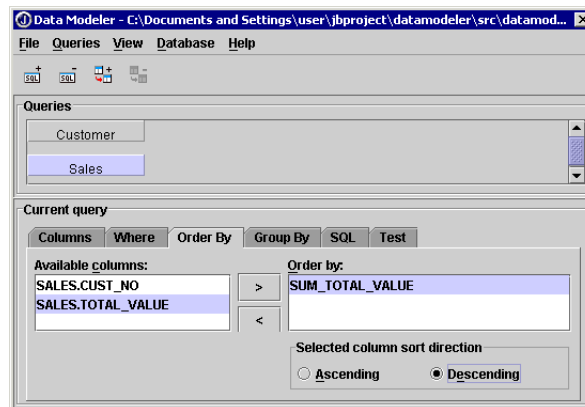 Data Modeler - C:\Documents and Settings\user\jbproject\datamodeler\src\datamod...
File Queries View Database Help
SQL SQL
Queries
Customer
Sales
Current query
Columns Where Order By Group By SQL Test
Available columns: Order by:
SALES.CUST_NO > SUM_TOTAL_VALUE
SALES.TOTAL_VALUE
<
Selected column sort direction
Ascending Descending